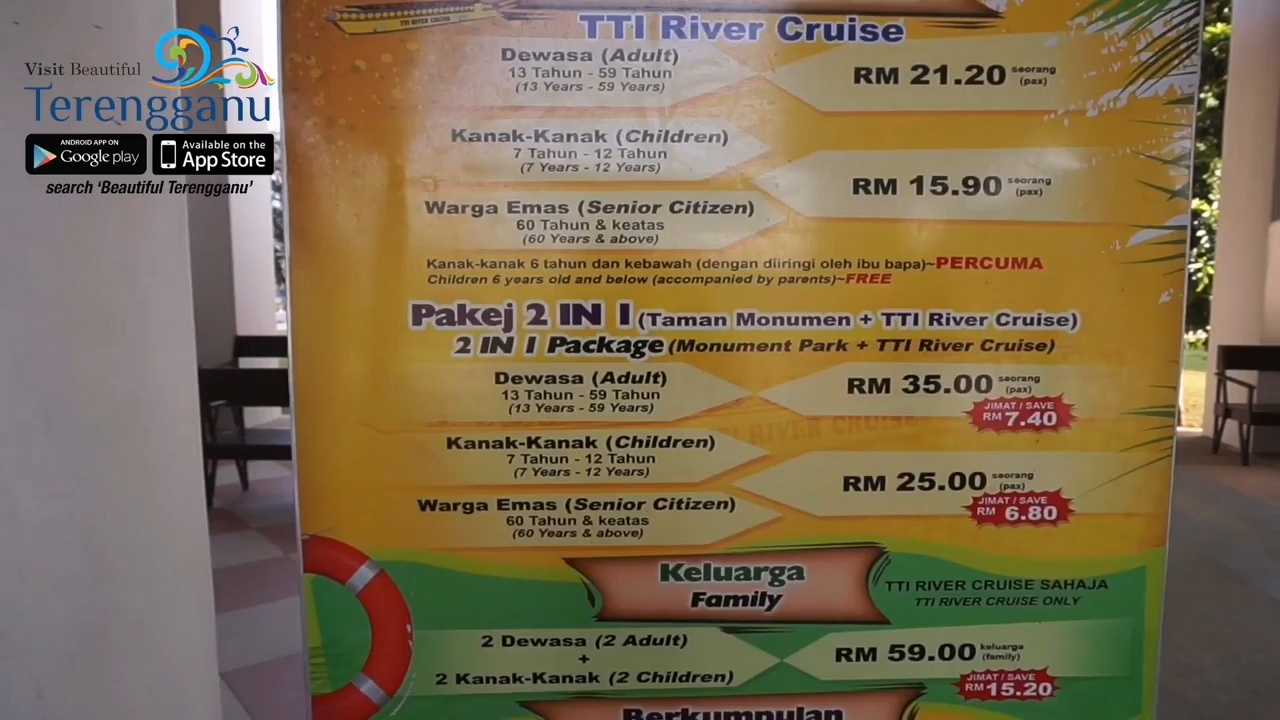 Visit Beautiful
Terengganu
ANDROID APP ON
Google play
Available on the
App Store
search 'Beautiful Terengganu'
TTI RIVER CRUISE
TTI River Cruise
Dewasa (Adult)
13 Tahun - 59 Tahun
(13 Years - 59 Years)
RM 21.20 seorang
(pax)
Kanak-Kanak (Children)
7 Tahun - 12 Tahun
(7 Years - 12 Years)
RM 15.90 seorang
(pax)
Warga Emas (Senior Citizen)
60 Tahun & keatas
(60 Years & above)
Kanak-kanak 6 tahun dan kebawah (dengan diiringi oleh ibu bapa)~PERCUMA
Children 6 years old and below (accompanied by parents)~FREE
Pakej 2 IN 1 (Taman Monumen + TTI River Cruise)
2 IN 1 Package (Monument Park + TTI River Cruise)
Dewasa (Adult)
13 Tahun - 59 Tahun
(13 Years - 59 Years)
RM 35.00 seorang
(pax)
JIMAT / SAVE
RM 7.40
TTI RIVER CRUISE
Kanak-Kanak (Children)
7 Tahun - 12 Tahun
(7 Years - 12 Years)
RM 25.00 seorang
(pax)
JIMAT / SAVE
RM 6.80
Warga Emas (Senior Citizen)
60 Tahun & keatas
(60 Years & above)
Keluarga
Family
TTI RIVER CRUISE SAHAJA
TTI RIVER CRUISE ONLY
2 Dewasa (2 Adult)
+
2 Kanak-Kanak (2 Children)
RM 59.00 keluarga
(family)
JIMAT / SAVE
RM 15.20
Berkumpulan